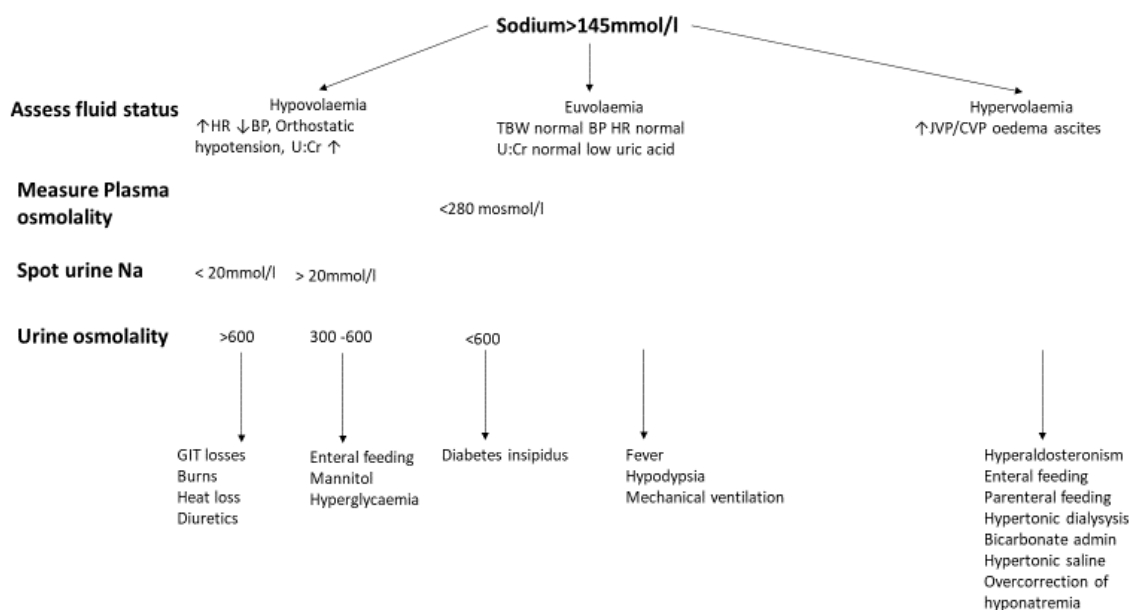 Sodium>145mmol/l
Assess fluid status
Hypovolaemia
↑HR ↓BP, Orthostatic
hypotension, U:Cr ↑
Euvolaemia
TBW normal BP HR normal
U:Cr normal low uric acid
Hypervolaemia
↑JVP/CVP oedema ascites
Measure Plasma
osmolality
<280 mosmol/l
Spot urine Na
< 20mmol/l
> 20mmol/l
Urine osmolality
>600
300 -600
<600
GIT losses
Burns
Heat loss
Diuretics
Enteral feeding
Mannitol
Hyperglycaemia
Diabetes insipidus
Fever
Hypodypsia
Mechanical ventilation
Hyperaldosteronism
Enteral feeding
Parenteral feeding
Hypertonic dialysysis
Bicarbonate admin
Hypertonic saline
Overcorrection of
hyponatremia